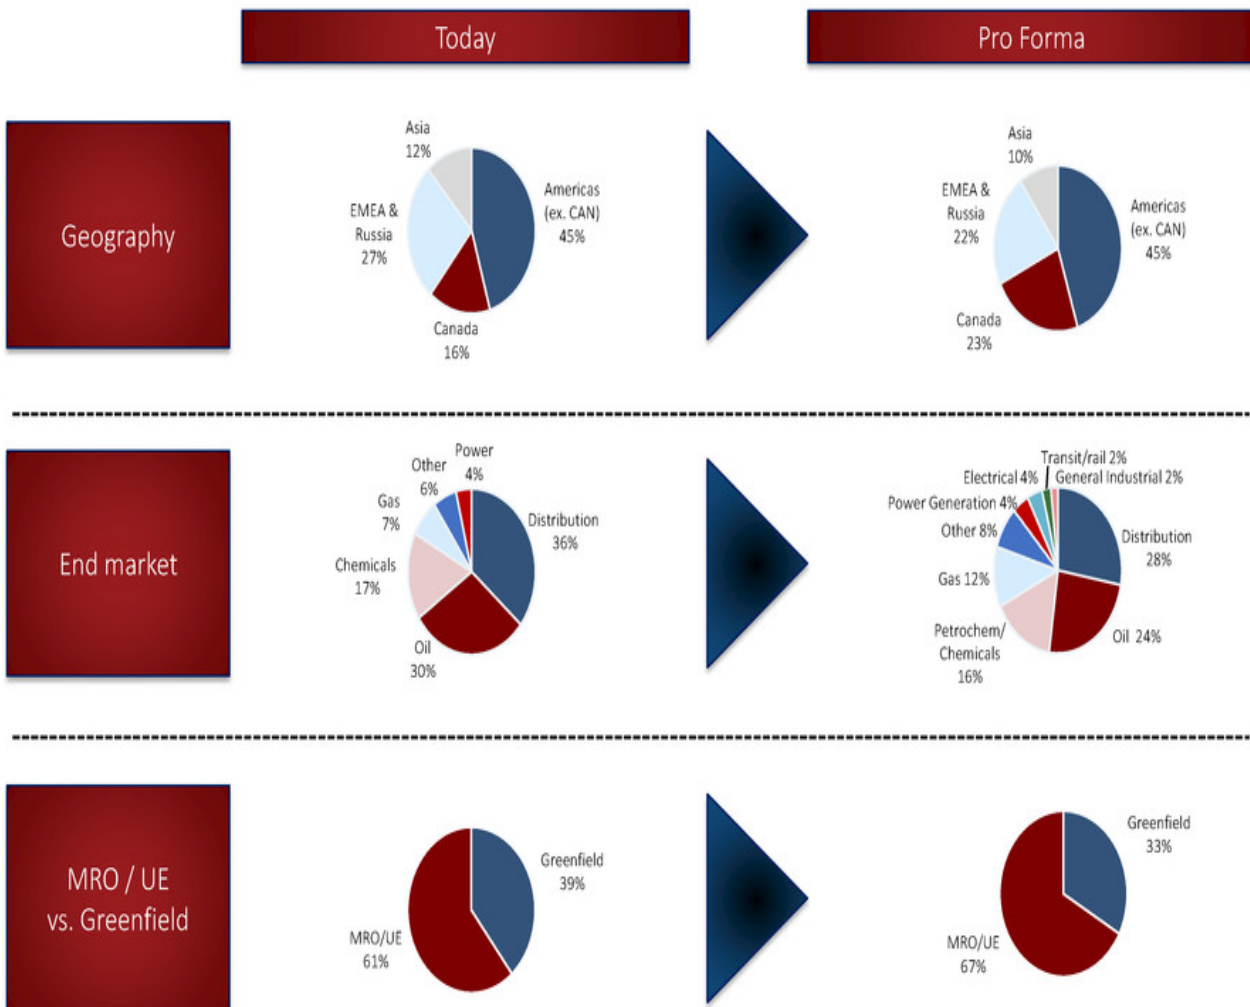 Today
Pro Forma
Geography
Asia
12%
EMEA &
Russia
27%
Americas
(ex. CAN)
45%
Canada
16%
Asia
10%
EMEA &
Russia
22%
Americas
(ex. CAN)
45%
Canada
23%
End market
Power
4%
Other
6%
Gas
7%
Chemicals
17%
Distribution
36%
Oil
30%
Transit/rail 2%
Electrical 4%
General Industrial 2%
Power Generation 4%
Other 8%
Gas 12%
Petrochem/
Chemicals
16%
Distribution
28%
Oil 24%
MRO / UE
vs. Greenfield
Greenfield
39%
MRO/UE
61%
Greenfield
33%
MRO/UE
67%